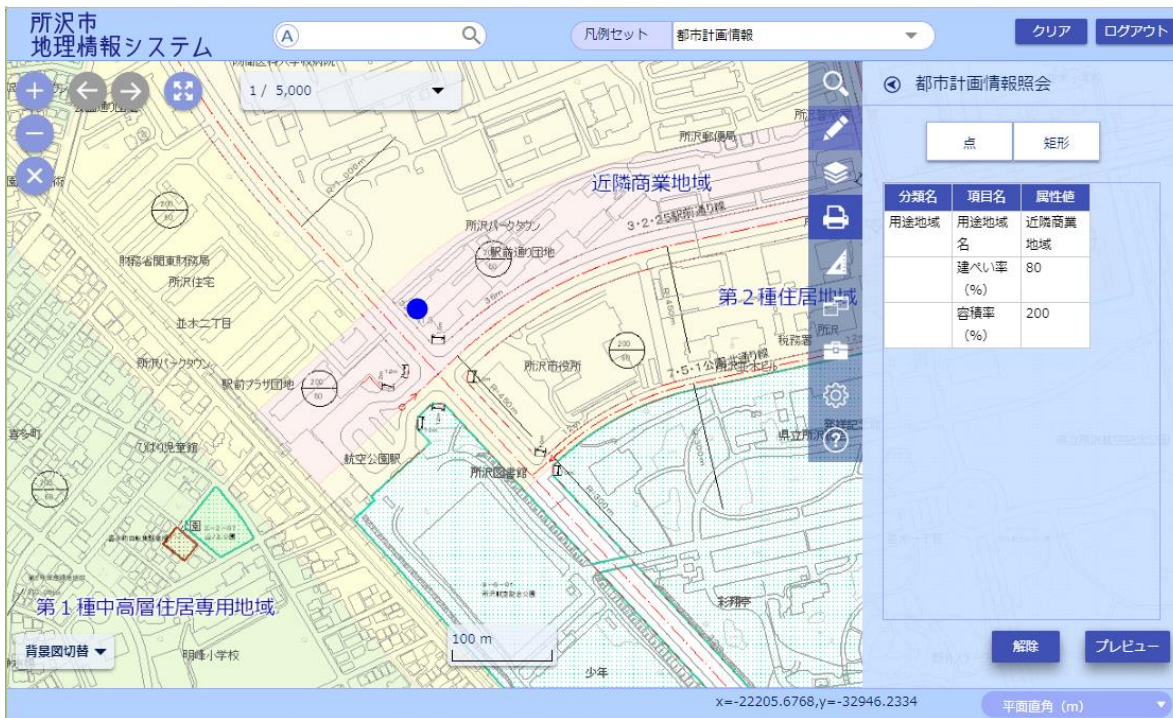 所沢市
地理情報システム
A
凡例セット
都市計画情報
クリア
ログアウト
1 / 5,000
都市計画情報照会
点
矩形
分類名 項目名 属性値
用途地域 用途地域名 近隣商業地域
建ぺい率(%) 80
容積率(%) 200
所沢郵便局
近隣商業地域
所沢パークタウン
駅前通り団地
3・2・25駅前通り線
財務省関東財務局
所沢住宅
並木二丁目
所沢パークタウン
駅前プラザ団地
第2種住居地域
税務署
所沢市役所
7・5・1公園北通り線
ひばり児童館
航空公園駅
所沢図書館
県立所沢
第1種中高層住居専用地域
彩翔亭
背景図切替
明峰小学校
100 m
少年
解除
プレビュー
x=-22205.6768,y=-32946.2334
平面直角 (m)